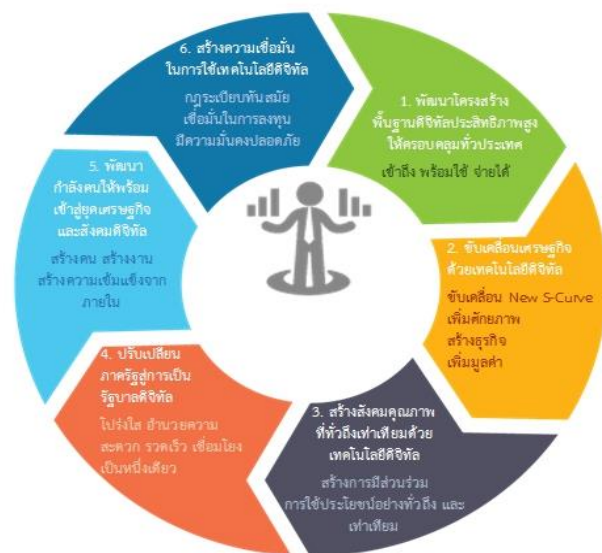 1. พัฒนาโครงสร้าง
พื้นฐานดิจิทัลประสิทธิภาพสูง
ให้ครอบคลุมทั่วประเทศ
เข้าถึง พร้อมใช้ จ่ายได้
2. ขับเคลื่อนเศรษฐกิจ
ด้วยเทคโนโลยีดิจิทัล
ขับเคลื่อน New S-Curve
เพิ่มศักยภาพ
สร้างธุรกิจ
เพิ่มมูลค่า
3. สร้างสังคมคุณภาพ
ที่ทั่วถึงเท่าเทียมด้วย
เทคโนโลยีดิจิทัล
สร้างการมีส่วนร่วม
การใช้ประโยชน์อย่างทั่วถึง และ
เท่าเทียม
4. ปรับเปลี่ยน
ภาครัฐสู่การเป็น
รัฐบาลดิจิทัล
โปร่งใส อำนวยความ
สะดวก รวดเร็ว เชื่อมโยง
เป็นหนึ่งเดียว
5. พัฒนา
กำลังคนให้พร้อม
เข้าสู่ยุคเศรษฐกิจ
และสังคมดิจิทัล
สร้างคน สร้างงาน
สร้างความเข้มแข็งจาก
ภายใน
6. สร้างความเชื่อมั่น
ในการใช้เทคโนโลยีดิจิทัล
กฎระเบียบทันสมัย
เชื่อมั่นในการลงทุน
มีความมั่นคงปลอดภัย